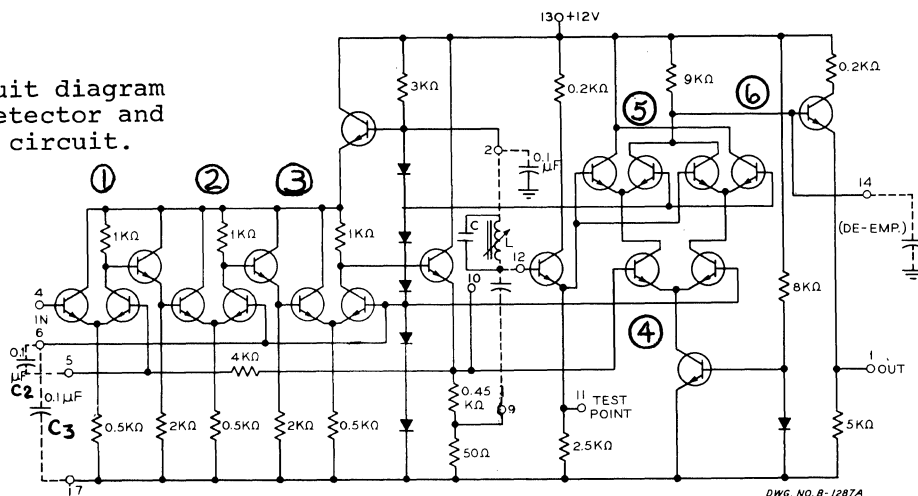 13 +12V
uit diagram
etector and
circuit.
3KΩ
0.2KΩ
9KΩ
0.2KΩ
⑤
⑥
2
0.1
μF
①
②
③
14
(DE-EMP.)
1KΩ
1KΩ
1KΩ
C
L
12
10
8KΩ
4
IN
6
④
0.1
μF
5
4KΩ
1 OUT
C2
0.1μF
0.45
KΩ
9
11 TEST
POINT
C3
0.5KΩ
2KΩ
0.5KΩ
2KΩ
0.5KΩ
50Ω
2.5KΩ
5KΩ
7
DWG. NO. B-1287A